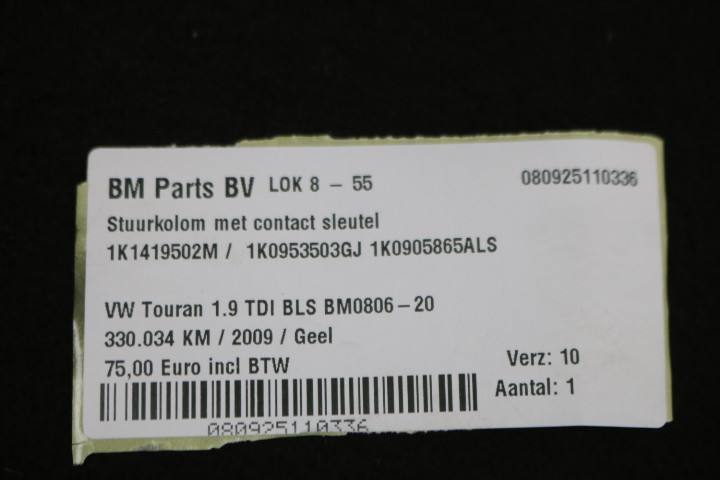 BM Parts BV LOK 8 - 55 080925110336
Stuurkolom met contact sleutel
1K1419502M / 1K0953503GJ 1K0905865ALS
VW Touran 1.9 TDI BLS BM0806-20
330.034 KM / 2009 / Geel
75,00 Euro incl BTW
Verz: 10
Aantal: 1
080925110336